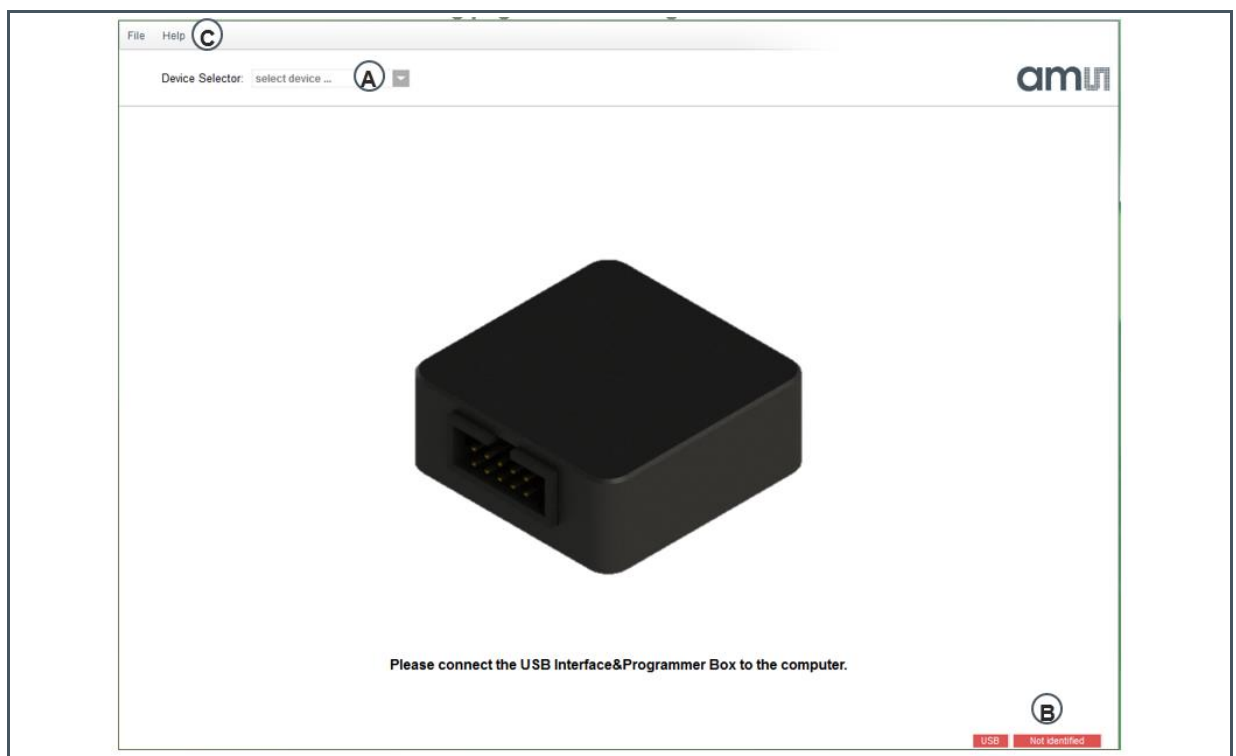 File Help C
Device Selector: select device ... A
am
Please connect the USB Interface&Programmer Box to the computer.
B
USB Not identified